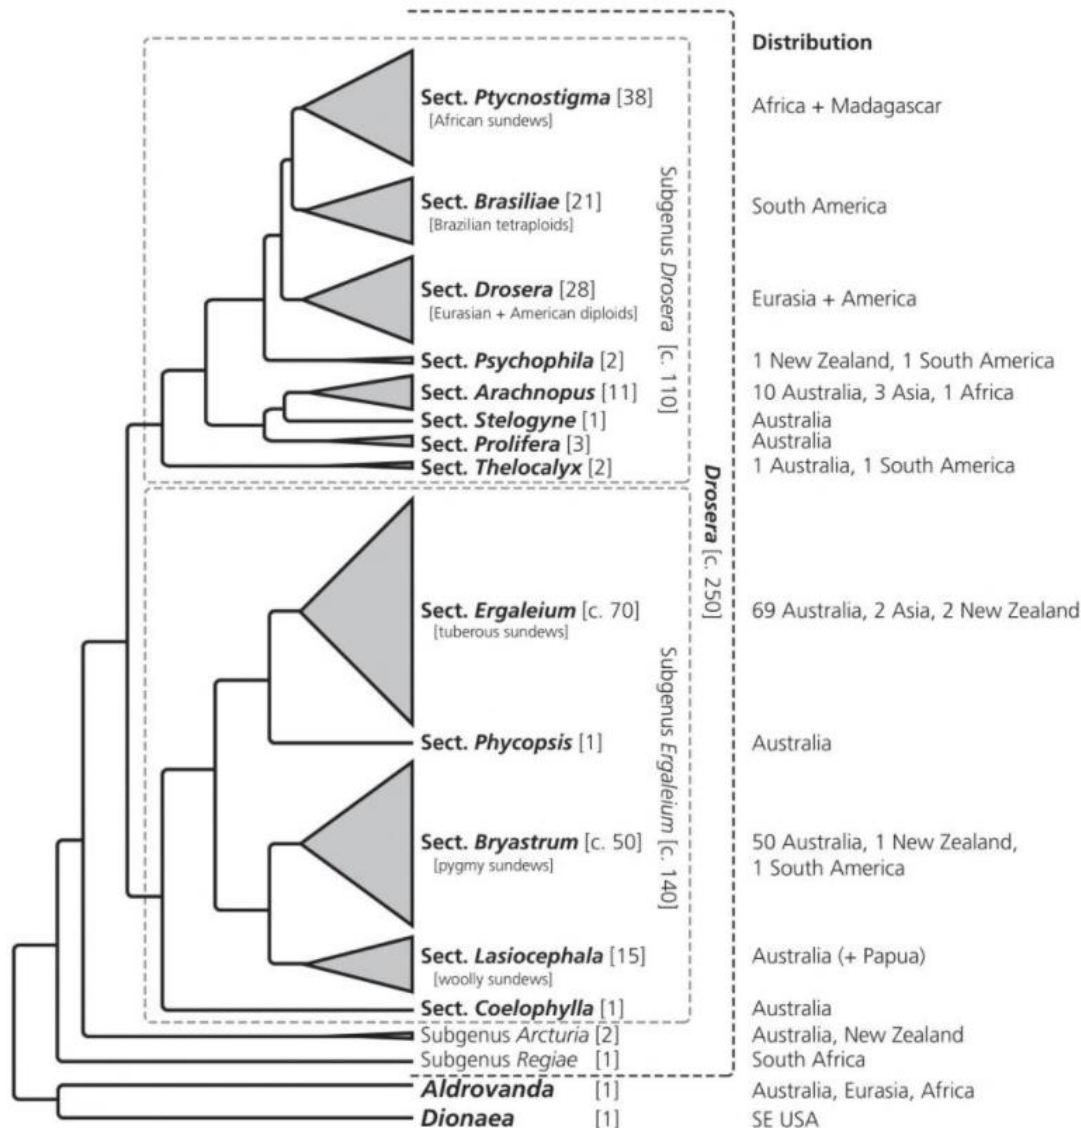 Distribution
Sect. Ptycnostigma [38]
[African sundews]
Africa + Madagascar
Sect. Brasiliae [21]
[Brazilian tetraploids]
South America
Sect. Drosera [28]
[Eurasian + American diploids]
Eurasia + America
Sect. Psychophila [2]
1 New Zealand, 1 South America
Sect. Arachnopus [11]
10 Australia, 3 Asia, 1 Africa
Sect. Stelogyne [1]
Australia
Sect. Prolifera [3]
Australia
Sect. Thelocalyx [2]
1 Australia, 1 South America
Subgenus Drosera [c. 110]
Sect. Ergaleium [c. 70]
[tuberous sundews]
69 Australia, 2 Asia, 2 New Zealand
Sect. Phycopsis [1]
Australia
Sect. Bryastrum [c. 50]
[pygmy sundews]
50 Australia, 1 New Zealand,
1 South America
Sect. Lasiocephala [15]
[woolly sundews]
Australia (+ Papua)
Sect. Coelophylla [1]
Australia
Subgenus Ergaleium [c. 140]
Subgenus Arcturia [2]
Australia, New Zealand
Subgenus Regiae [1]
South Africa
Drosera [c. 250]
Aldrovanda [1]
Australia, Eurasia, Africa
Dionaea [1]
SE USA